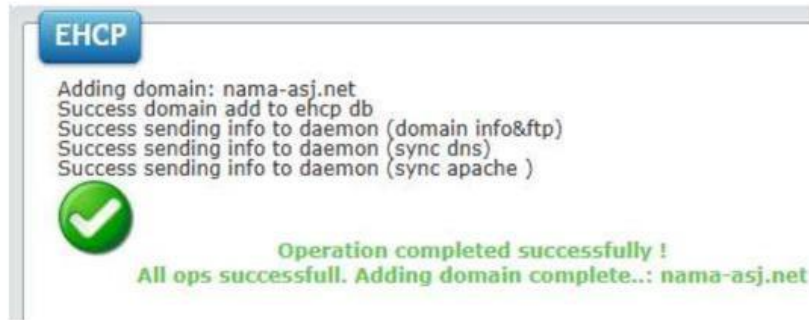 EHCP
Adding domain: nama-asj.net
Success domain add to ehcp db
Success sending info to daemon (domain info&ftp)
Success sending info to daemon (sync dns)
Success sending info to daemon (sync apache )
Operation completed successfully !
All ops successfull. Adding domain complete..: nama-asj.net